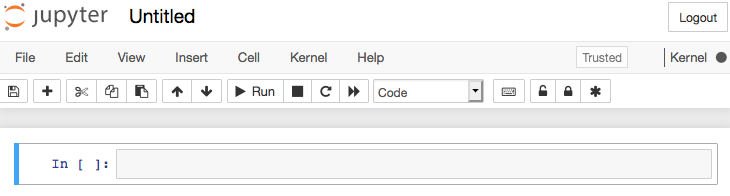 jupyter Untitled
Logout
File Edit View Insert Cell Kernel Help
Trusted
Kernel
Run
Code
In [ ]: